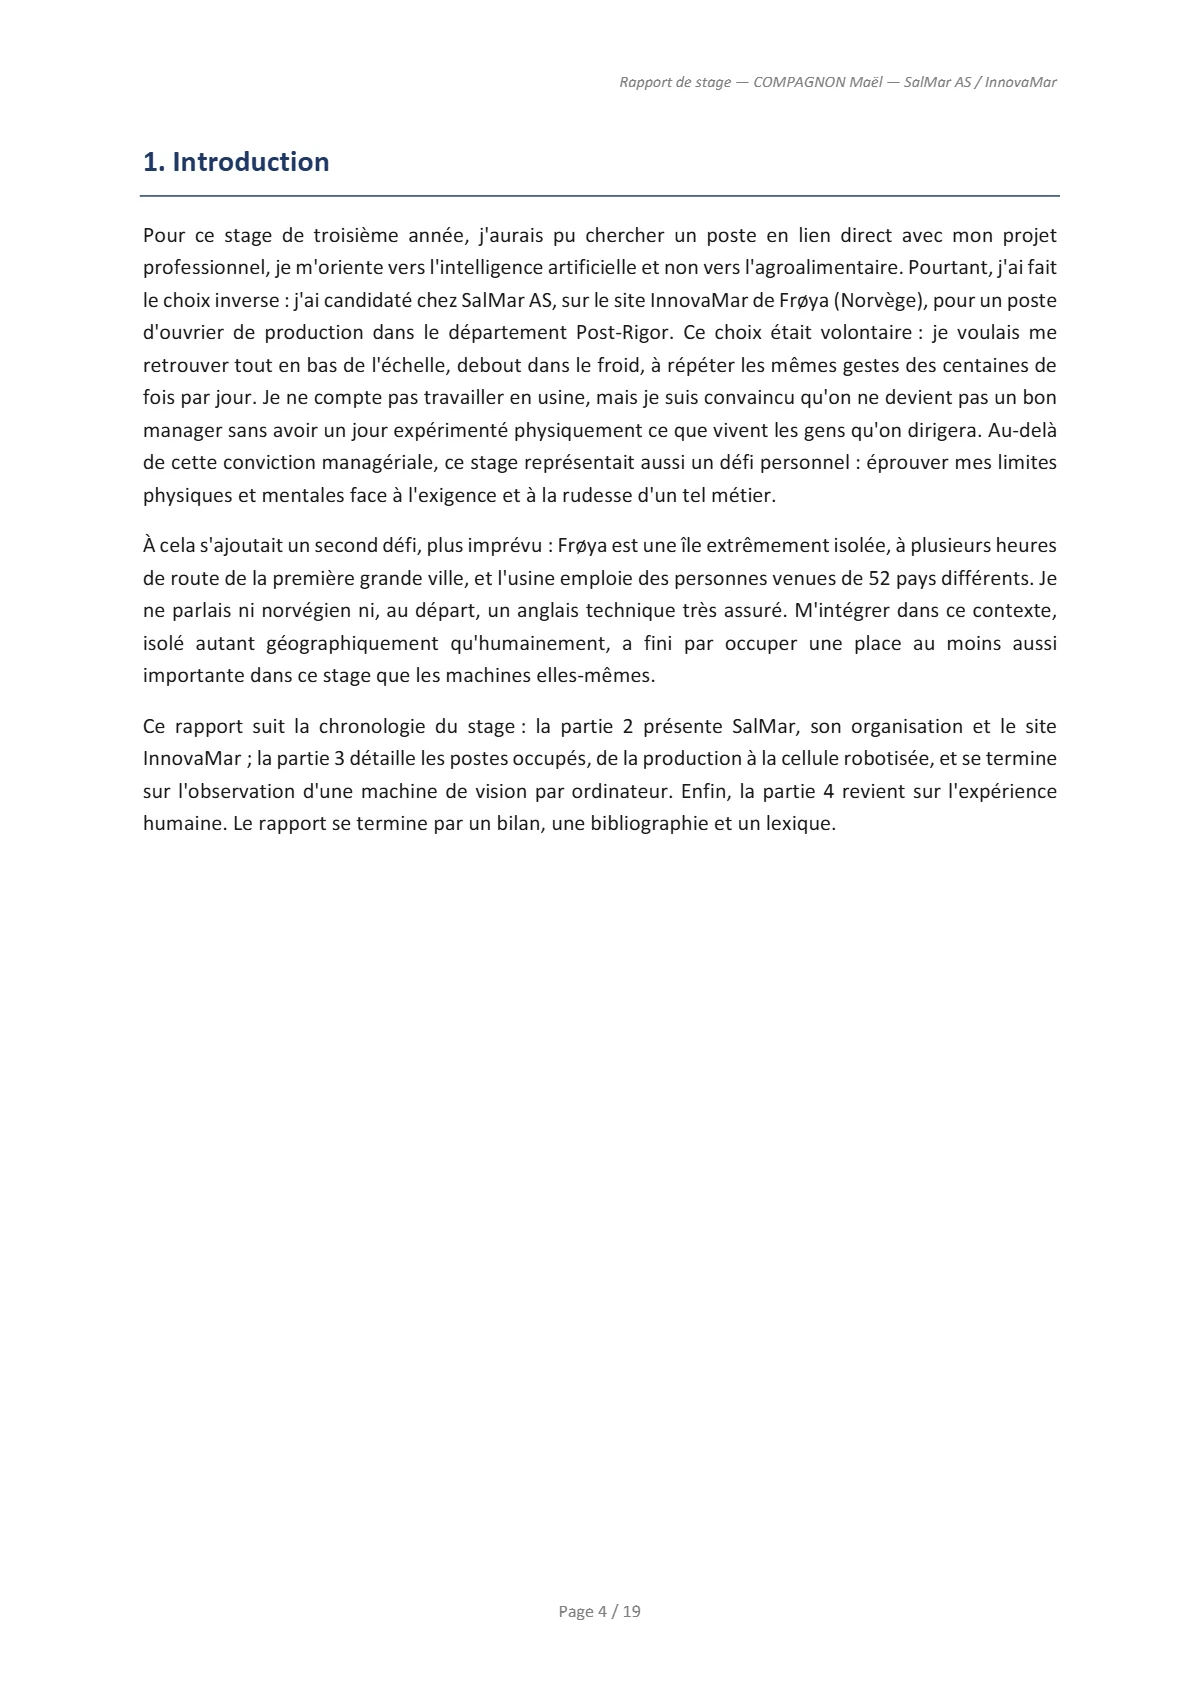 Rapport de stage — COMPAGNON Maël — SalMar AS / InnovaMar
1. Introduction
Pour ce stage de troisième année, j'aurais pu chercher un poste en lien direct avec mon projet
professionnel, je m'oriente vers l'intelligence artificielle et non vers l'agroalimentaire. Pourtant, j'ai fait
le choix inverse : j'ai candidaté chez SalMar AS, sur le site InnovaMar de Frøya (Norvège), pour un poste
d'ouvrier de production dans le département Post-Rigor. Ce choix était volontaire : je voulais me
retrouver tout en bas de l'échelle, debout dans le froid, à répéter les mêmes gestes des centaines de
fois par jour. Je ne compte pas travailler en usine, mais je suis convaincu qu'on ne devient pas un bon
manager sans avoir un jour expérimenté physiquement ce que vivent les gens qu'on dirigera. Au-delà
de cette conviction managériale, ce stage représentait aussi un défi personnel : éprouver mes limites
physiques et mentales face à l'exigence et à la rudesse d'un tel métier.
À cela s'ajoutait un second défi, plus imprévu : Frøya est une île extrêmement isolée, à plusieurs heures
de route de la première grande ville, et l'usine emploie des personnes venues de 52 pays différents. Je
ne parlais ni norvégien ni, au départ, un anglais technique très assuré. M'intégrer dans ce contexte,
isolé autant géographiquement qu'humainement, a fini par occuper une place au moins aussi
importante dans ce stage que les machines elles-mêmes.
Ce rapport suit la chronologie du stage : la partie 2 présente SalMar, son organisation et le site
InnovaMar ; la partie 3 détaille les postes occupés, de la production à la cellule robotisée, et se termine
sur l'observation d'une machine de vision par ordinateur. Enfin, la partie 4 revient sur l'expérience
humaine. Le rapport se termine par un bilan, une bibliographie et un lexique.
Page 4 / 19